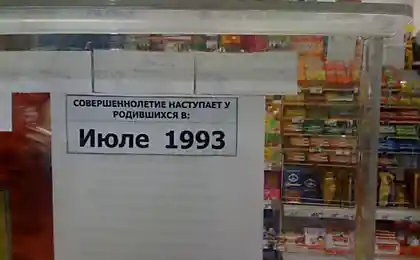 СОВЕРШЕННОЛЕТИЕ НАСТУПАЕТ У
РОДИВШИХСЯ В:
Июле 1993